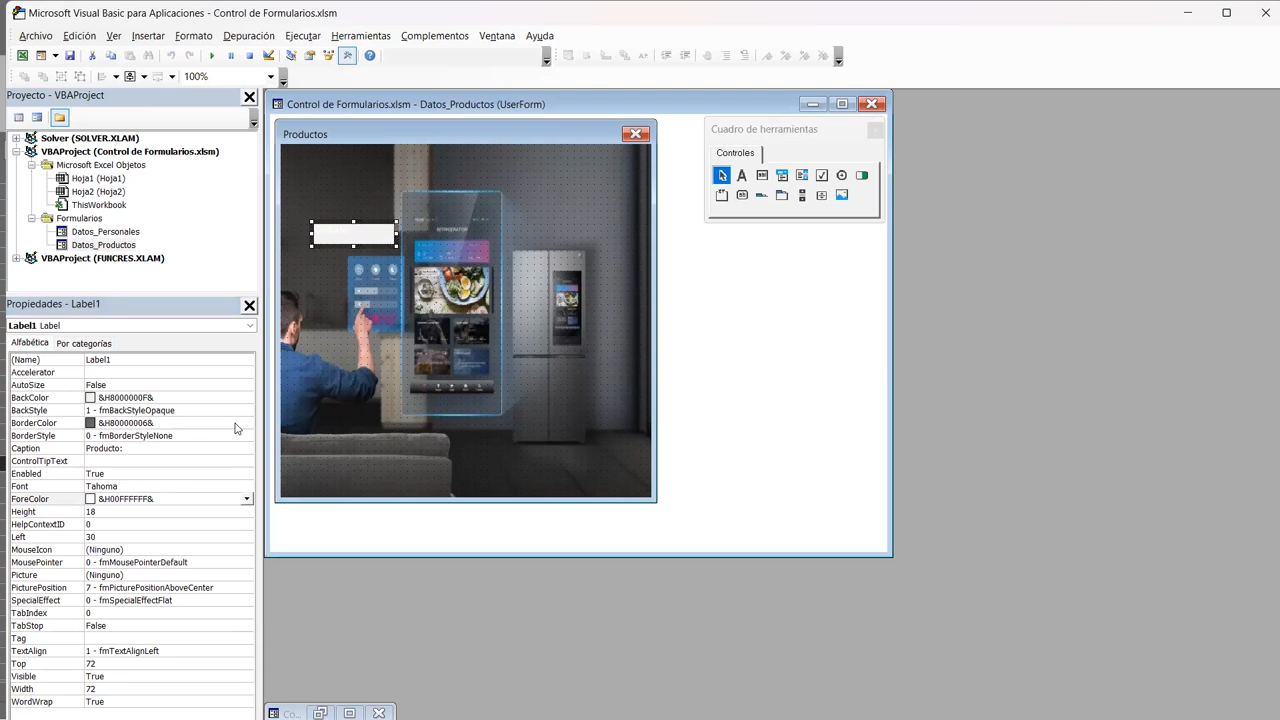 Microsoft Visual Basic para Aplicaciones - Control de Formularios.xlsm
Archivo Edición Ver Insertar Formato Depuración Ejecutar Herramientas Complementos Ventana Ayuda
100%
Proyecto - VBAProject
Solver (SOLVER.XLAM)
VBAProject (Control de Formularios.xlsm)
Microsoft Excel Objetos
Hoja1 (Hoja1)
Hoja2 (Hoja2)
ThisWorkbook
Formularios
Datos_Personales
Datos_Productos
VBAProject (FUNCRES.XLAM)
Propiedades - Label1
Label1 Label
Alfabética Por categorías
(Name) Label1
Accelerator
AutoSize False
BackColor &H8000000F&
BackStyle 1 - fmBackStyleOpaque
BorderColor &H80000006&
BorderStyle 0 - fmBorderStyleNone
Caption Producto:
ControlTipText
Enabled True
Font Tahoma
ForeColor &H00FFFFFF&
Height 18
HelpContextID 0
Left 30
MouseIcon (Ninguno)
MousePointer 0 - fmMousePointerDefault
Picture (Ninguno)
PicturePosition 7 - fmPicturePositionAboveCenter
SpecialEffect 0 - fmSpecialEffectFlat
TabIndex 0
TabStop False
Tag
TextAlign 1 - fmTextAlignLeft
Top 72
Visible True
Width 72
WordWrap True
Control de Formularios.xlsm - Datos_Productos (UserForm)
Productos
REFRIGERATOR
Cuadro de herramientas
Controles
Co...